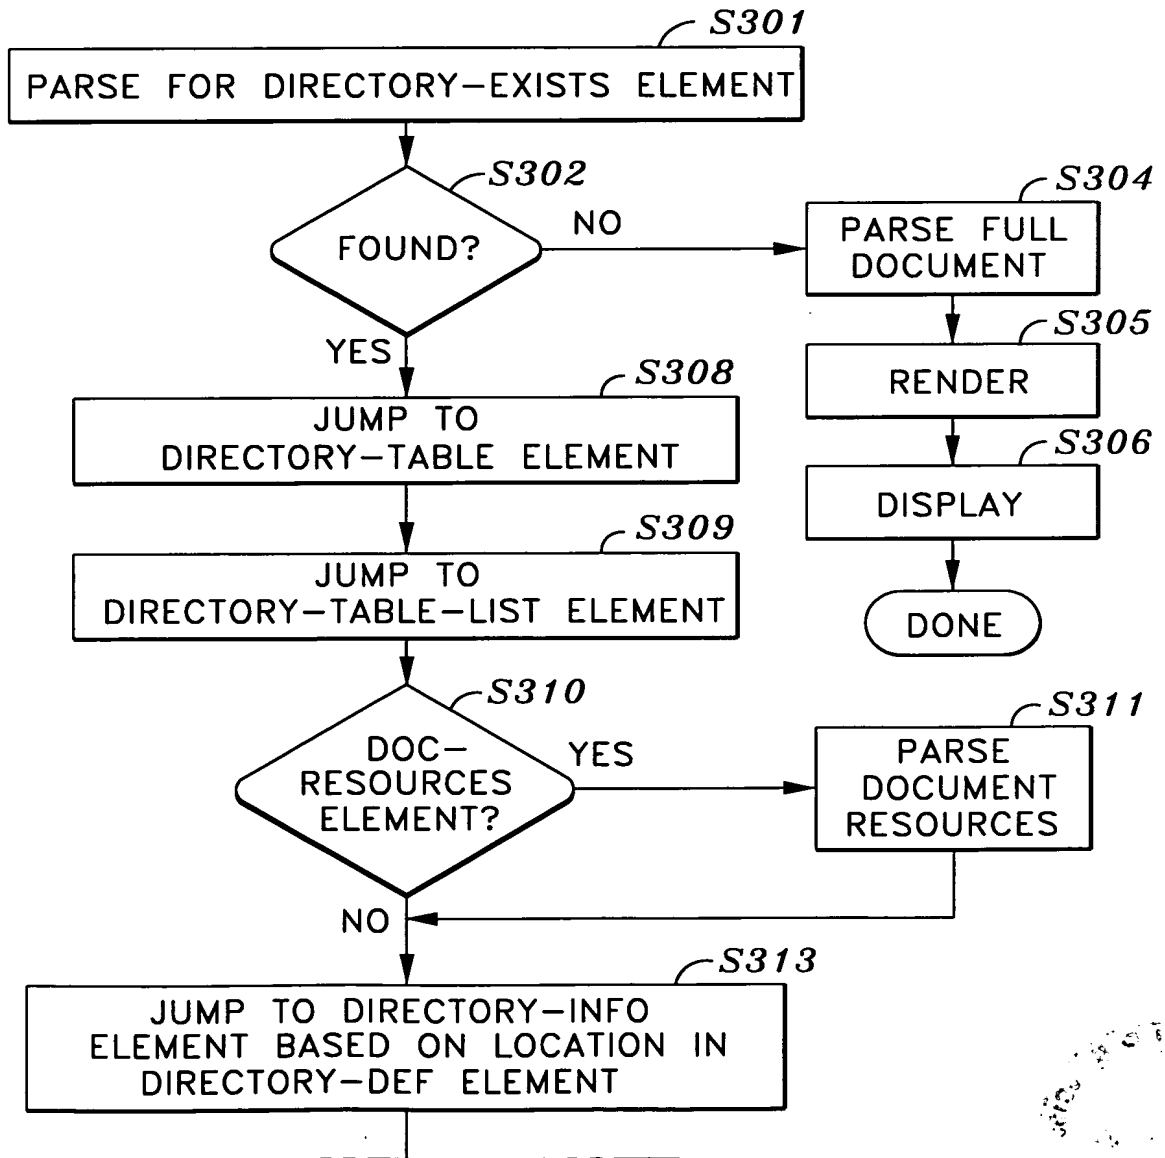 S301
PARSE FOR DIRECTORY-EXISTS ELEMENT
S302
FOUND?
NO
YES
S304
PARSE FULL
DOCUMENT
S305
RENDER
S306
DISPLAY
DONE
S308
JUMP TO
DIRECTORY-TABLE ELEMENT
S309
JUMP TO
DIRECTORY-TABLE-LIST ELEMENT
S310
DOC-
RESOURCES
ELEMENT?
YES
NO
S311
PARSE
DOCUMENT
RESOURCES
S313
JUMP TO DIRECTORY-INFO
ELEMENT BASED ON LOCATION IN
DIRECTORY-DEF ELEMENT